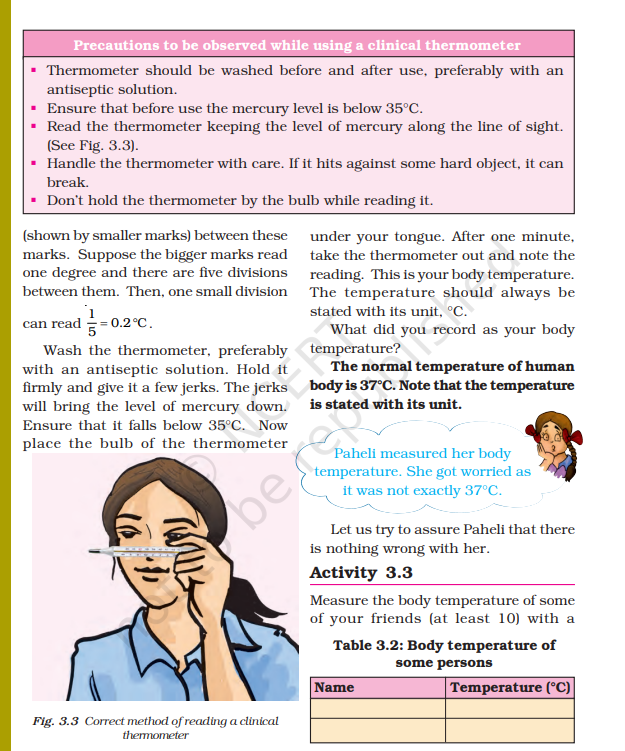 Precautions to be observed while using a clinical thermometer
▪ Thermometer should be washed before and after use, preferably with an
antiseptic solution.
▪ Ensure that before use the mercury level is below 35°C.
▪ Read the thermometer keeping the level of mercury along the line of sight.
(See Fig. 3.3).
▪ Handle the thermometer with care. If it hits against some hard object, it can
break.
▪ Don't hold the thermometer by the bulb while reading it.
(shown by smaller marks) between these
marks. Suppose the bigger marks read
one degree and there are five divisions
between them. Then, one small division
can read 1/5 = 0.2°C.
Wash the thermometer, preferably
with an antiseptic solution. Hold it
firmly and give it a few jerks. The jerks
will bring the level of mercury down.
Ensure that it falls below 35°C. Now
place the bulb of the thermometer
Fig. 3.3 Correct method of reading a clinical
thermometer
under your tongue. After one minute,
take the thermometer out and note the
reading. This is your body temperature.
The temperature should always be
stated with its unit, °C.
What did you record as your body
temperature?
The normal temperature of human
body is 37°C. Note that the temperature
is stated with its unit.
Paheli measured her body
temperature. She got worried as
it was not exactly 37°C.
Let us try to assure Paheli that there
is nothing wrong with her.
Activity 3.3
Measure the body temperature of some
of your friends (at least 10) with a
Table 3.2: Body temperature of
some persons
Name Temperature (°C)
© NCERT
not to be republished